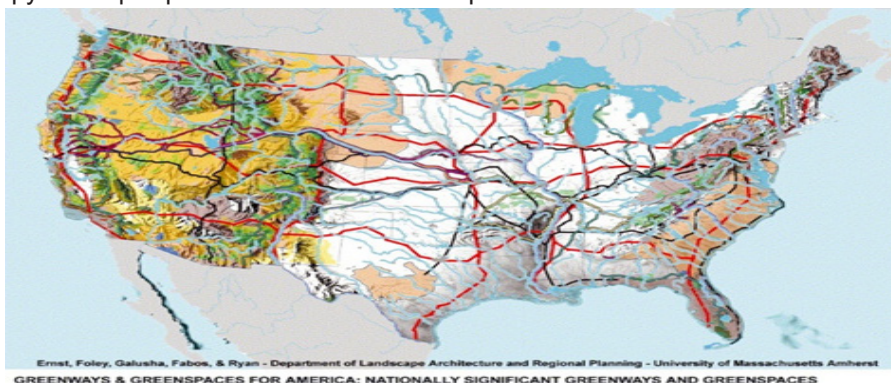 Ernst, Foley, Galusha, Fabos, & Ryan - Department of Landscape Architecture and Regional Planning - University of Massachusetts Amherst
GREENWAYS & GREENSPACES FOR AMERICA: NATIONALLY SIGNIFICANT GREENWAYS AND GREENSPACES